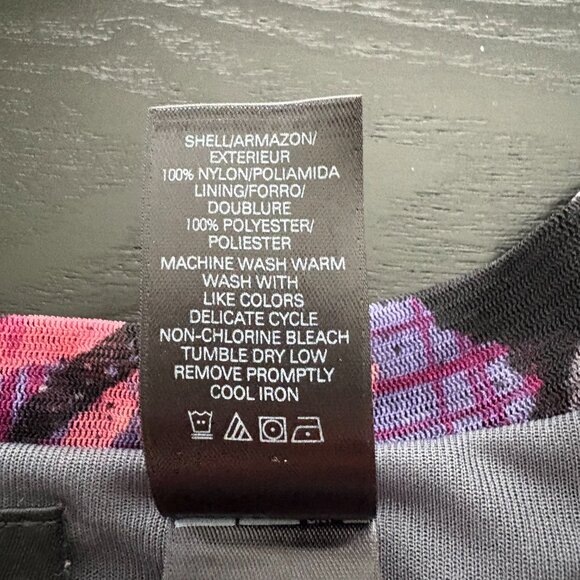 SHELL/ARMAZON/
EXTERIEUR
100% NYLON/POLIAMIDA
LINING/FORRO/
DOUBLURE
100% POLYESTER/
POLIESTER
MACHINE WASH WARM
WASH WITH
LIKE COLORS
DELICATE CYCLE
NON-CHLORINE BLEACH
TUMBLE DRY LOW
REMOVE PROMPTLY
COOL IRON